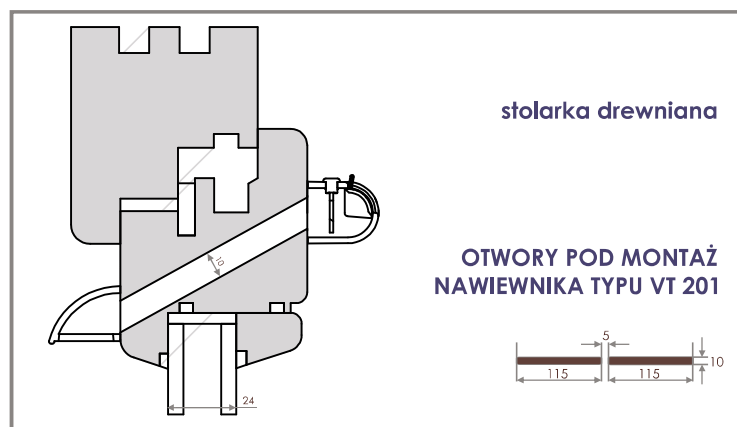 stolarka drewniana
10
OTWORY POD MONTAŻ
NAWIEWNIKA TYPU VT 201
5
10
115
115
24